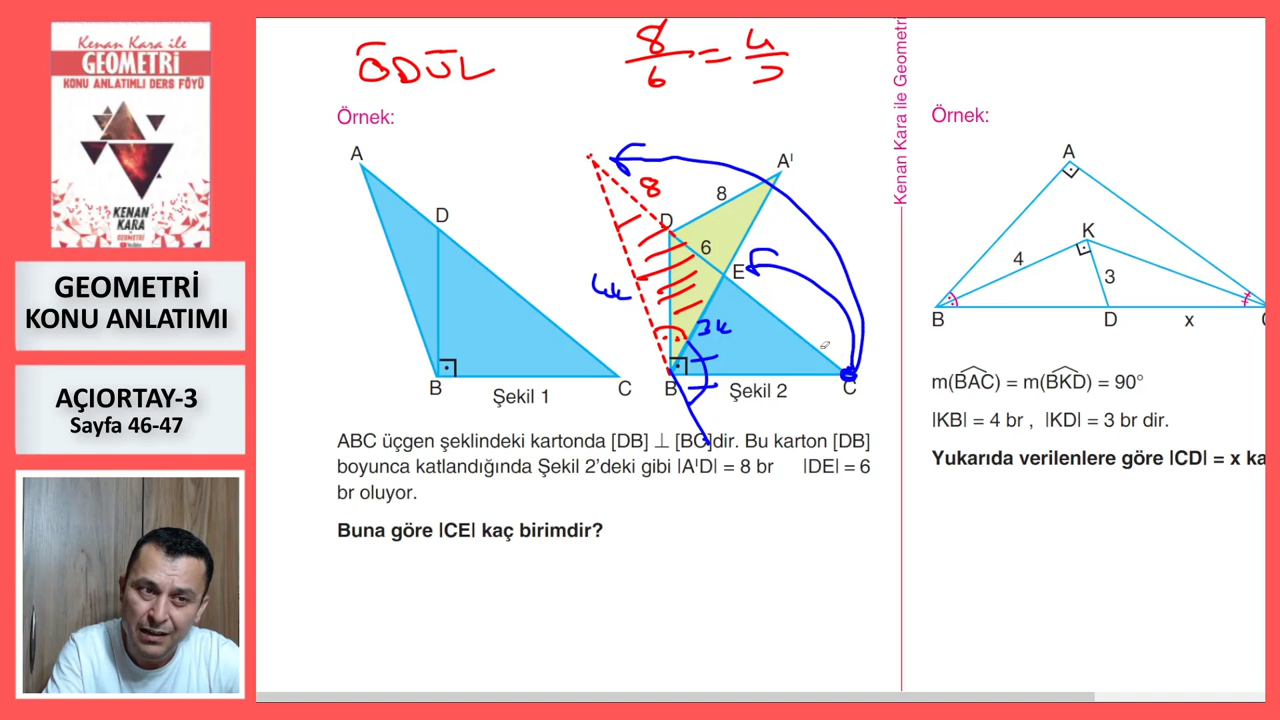 Kenan Kara ile
GEOMETRİ
KONU ANLATIMLI DERS FÖYÜ
KENAN
KARA
ile
GEOMETRİ
GEOMETRİ
KONU ANLATIMI
AÇIORTAY-3
Sayfa 46-47
ÖDÜL
8/6 = 4/3
Örnek:
A
D
B
C
Şekil 1
8
D
8
A'
6
E
4k
3k
B
C
Şekil 2
ABC üçgen şeklindeki kartonda [DB] ⊥ [BC]dir. Bu karton [DB]
boyunca katlandığında Şekil 2'deki gibi |A'D| = 8 br |DE| = 6
br oluyor.
Buna göre |CE| kaç birimdir?
Kenan Kara ile Geometri
Örnek:
A
K
4
3
B
D
x
C
m(BAC) = m(BKD) = 90°
|KB| = 4 br , |KD| = 3 br dir.
Yukarıda verilenlere göre |CD| = x ka